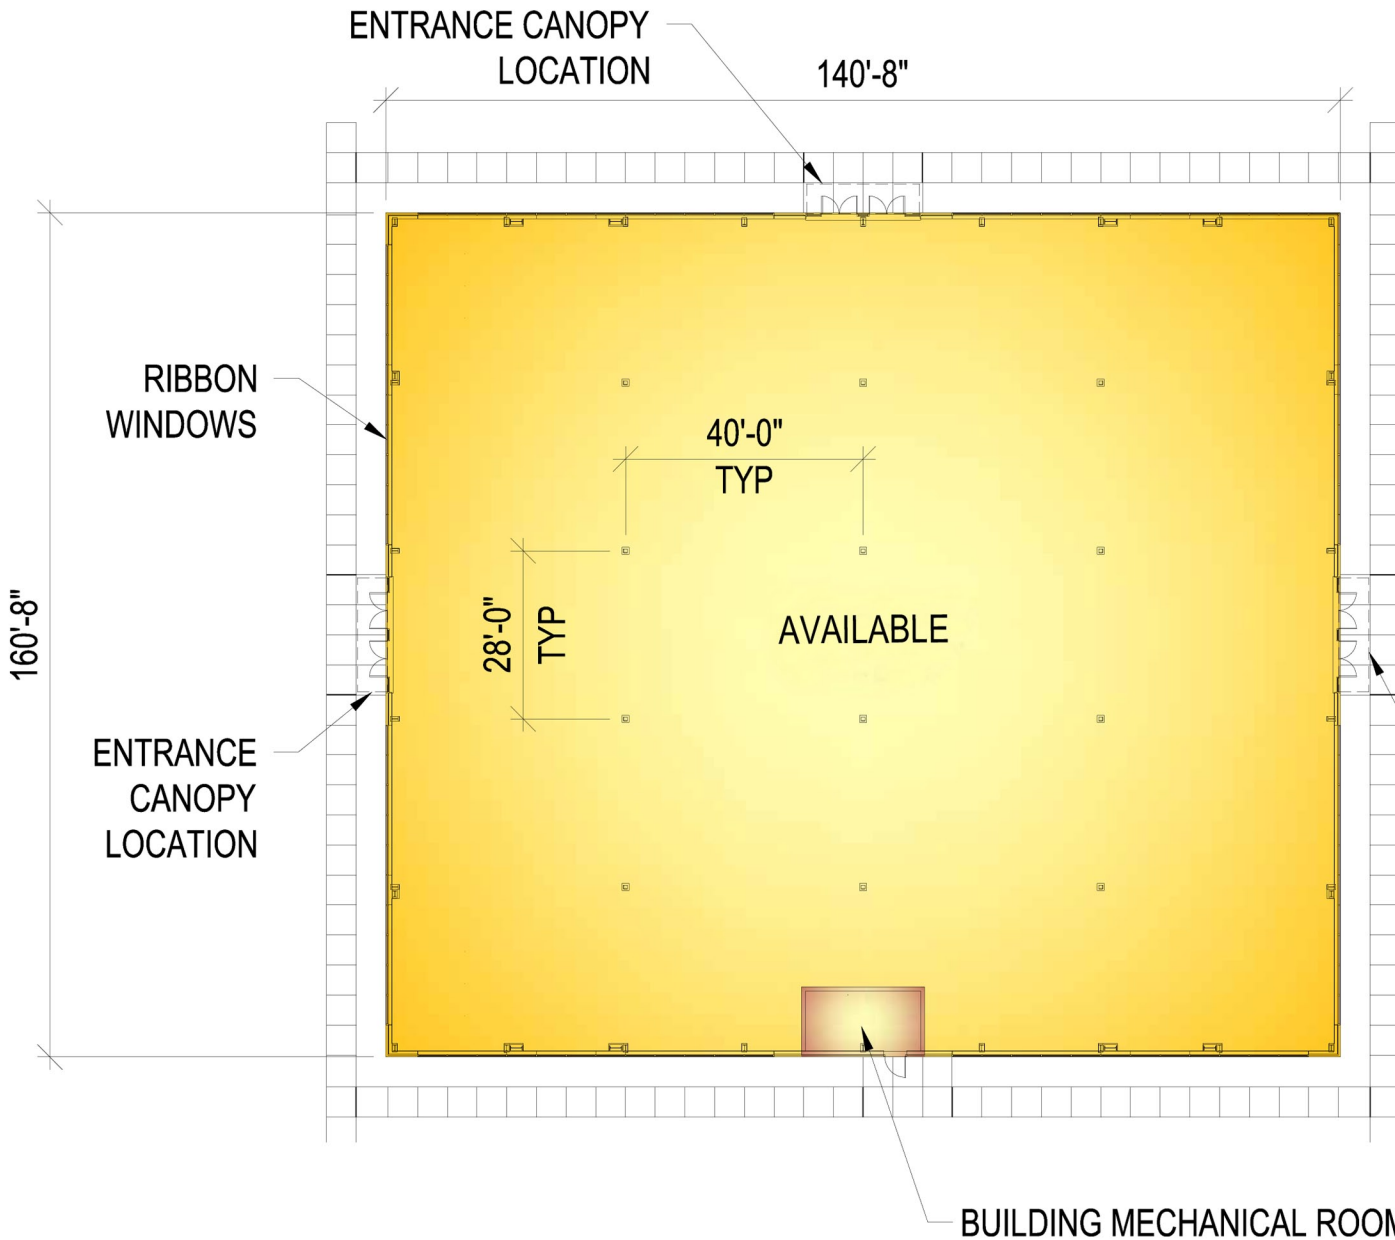 ENTRANCE CANOPY
LOCATION
140'-8"
RIBBON
WINDOWS
40'-0"
TYP
160'-8"
28'-0"
TYP
AVAILABLE
ENTRANCE
CANOPY
LOCATION
BUILDING MECHANICAL ROOM